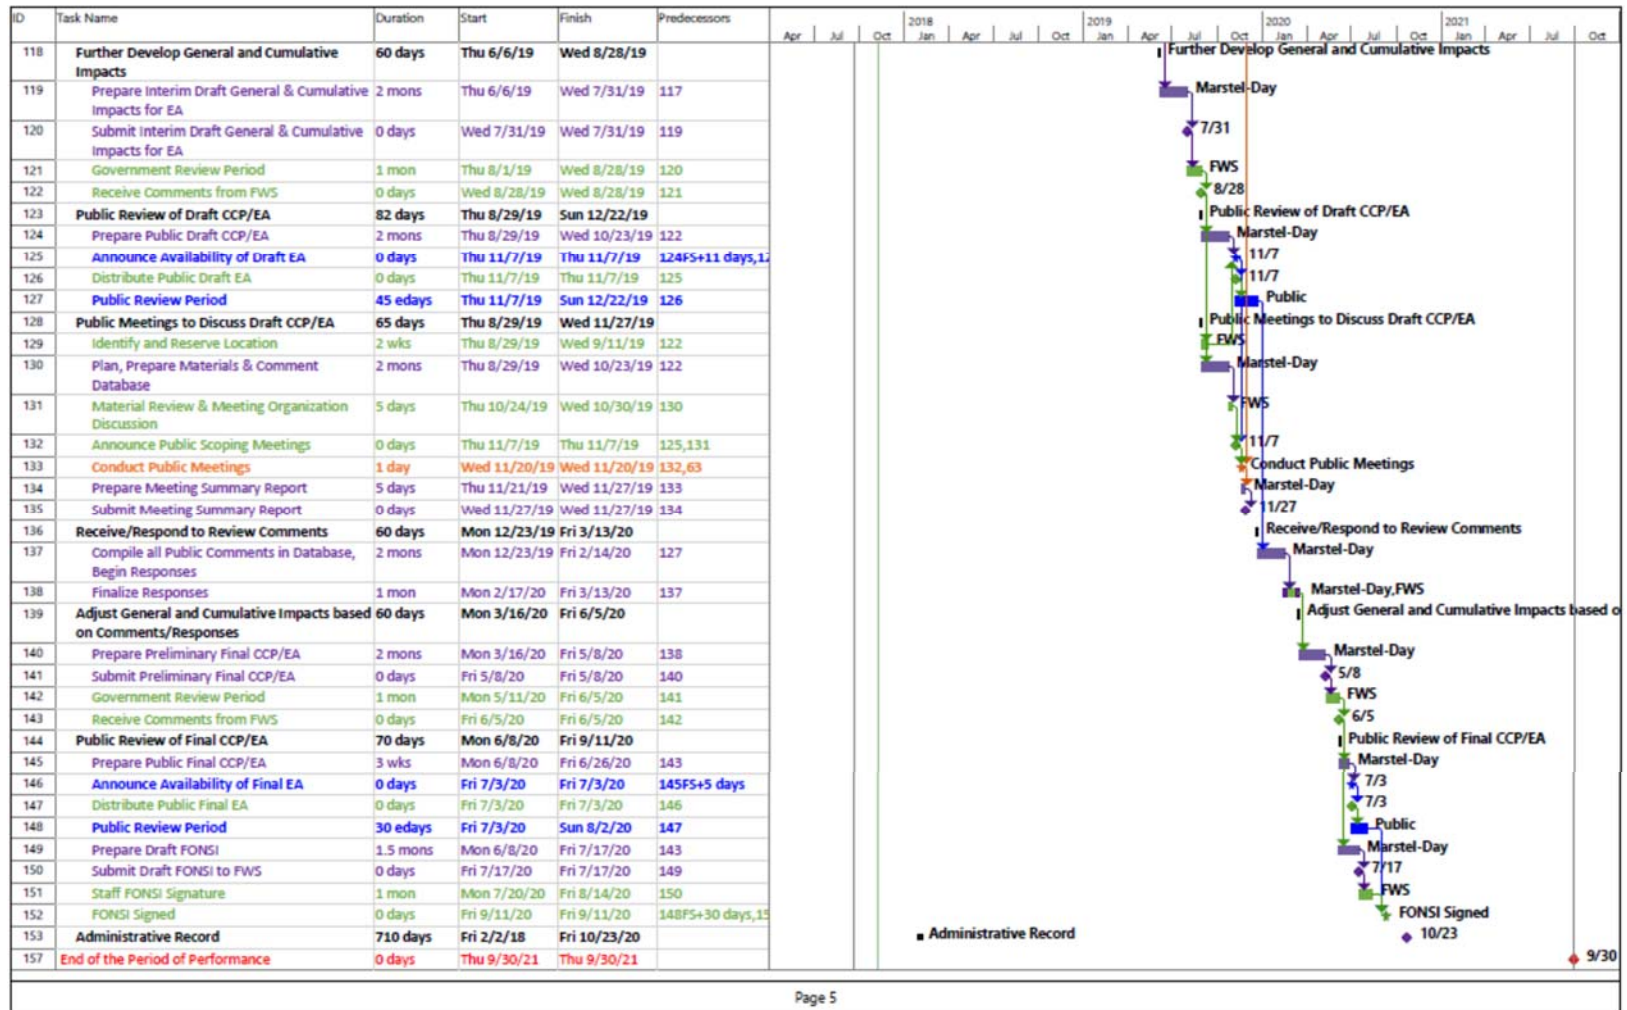 ID Task Name Duration Start Finish Predecessors
2018 2019 2020 2021
Apr Jul Oct Jan Apr Jul Oct Jan Apr Jul Oct Jan Apr Jul Oct Jan Apr Jul Oct
118 Further Develop General and Cumulative 60 days Thu 6/6/19 Wed 8/28/19 Further Develop General and Cumulative Impacts
Impacts
119 Prepare Interim Draft General & Cumulative 2 mons Thu 6/6/19 Wed 7/31/19 117 Marstel-Day
Impacts for EA
120 Submit Interim Draft General & Cumulative 0 days Wed 7/31/19 Wed 7/31/19 119 7/31
Impacts for EA
121 Government Review Period 1 mon Thu 8/1/19 Wed 8/28/19 120 FWS
122 Receive Comments from FWS 0 days Wed 8/28/19 Wed 8/28/19 121 8/28
123 Public Review of Draft CCP/EA 82 days Thu 8/29/19 Sun 12/22/19 Public Review of Draft CCP/EA
124 Prepare Public Draft CCP/EA 2 mons Thu 8/29/19 Wed 10/23/19 122 Marstel-Day
125 Announce Availability of Draft EA 0 days Thu 11/7/19 Thu 11/7/19 124FS+11 days,12 11/7
126 Distribute Public Draft EA 0 days Thu 11/7/19 Thu 11/7/19 125 11/7
127 Public Review Period 45 edays Thu 11/7/19 Sun 12/22/19 126 Public
128 Public Meetings to Discuss Draft CCP/EA 65 days Thu 8/29/19 Wed 11/27/19 Public Meetings to Discuss Draft CCP/EA
129 Identify and Reserve Location 2 wks Thu 8/29/19 Wed 9/11/19 122 FWS
130 Plan, Prepare Materials & Comment 2 mons Thu 8/29/19 Wed 10/23/19 122 Marstel-Day
Database
131 Material Review & Meeting Organization 5 days Thu 10/24/19 Wed 10/30/19 130 FWS
Discussion
132 Announce Public Scoping Meetings 0 days Thu 11/7/19 Thu 11/7/19 125,131 11/7
133 Conduct Public Meetings 1 day Wed 11/20/19 Wed 11/20/19 132,63 Conduct Public Meetings
134 Prepare Meeting Summary Report 5 days Thu 11/21/19 Wed 11/27/19 133 Marstel-Day
135 Submit Meeting Summary Report 0 days Wed 11/27/19 Wed 11/27/19 134 11/27
136 Receive/Respond to Review Comments 60 days Mon 12/23/19 Fri 3/13/20 Receive/Respond to Review Comments
137 Compile all Public Comments in Database, 2 mons Mon 12/23/19 Fri 2/14/20 127 Marstel-Day
Begin Responses
138 Finalize Responses 1 mon Mon 2/17/20 Fri 3/13/20 137 Marstel-Day,FWS
139 Adjust General and Cumulative Impacts based 60 days Mon 3/16/20 Fri 6/5/20 Adjust General and Cumulative Impacts based o
on Comments/Responses
140 Prepare Preliminary Final CCP/EA 2 mons Mon 3/16/20 Fri 5/8/20 138 Marstel-Day
141 Submit Preliminary Final CCP/EA 0 days Fri 5/8/20 Fri 5/8/20 140 5/8
142 Government Review Period 1 mon Mon 5/11/20 Fri 6/5/20 141 FWS
143 Receive Comments from FWS 0 days Fri 6/5/20 Fri 6/5/20 142 6/5
144 Public Review of Final CCP/EA 70 days Mon 6/8/20 Fri 9/11/20 Public Review of Final CCP/EA
145 Prepare Public Final CCP/EA 3 wks Mon 6/8/20 Fri 6/26/20 143 Marstel-Day
146 Announce Availability of Final EA 0 days Fri 7/3/20 Fri 7/3/20 145FS+5 days 7/3
147 Distribute Public Final EA 0 days Fri 7/3/20 Fri 7/3/20 146 7/3
148 Public Review Period 30 edays Fri 7/3/20 Sun 8/2/20 147 Public
149 Prepare Draft FONSI 1.5 mons Mon 6/8/20 Fri 7/17/20 143 Marstel-Day
150 Submit Draft FONSI to FWS 0 days Fri 7/17/20 Fri 7/17/20 149 7/17
151 Staff FONSI Signature 1 mon Mon 7/20/20 Fri 8/14/20 150 FWS
152 FONSI Signed 0 days Fri 9/11/20 Fri 9/11/20 148FS+30 days,15 FONSI Signed
153 Administrative Record 710 days Fri 2/2/18 Fri 10/23/20 Administrative Record 10/23
157 End of the Period of Performance 0 days Thu 9/30/21 Thu 9/30/21 9/30
Page 5